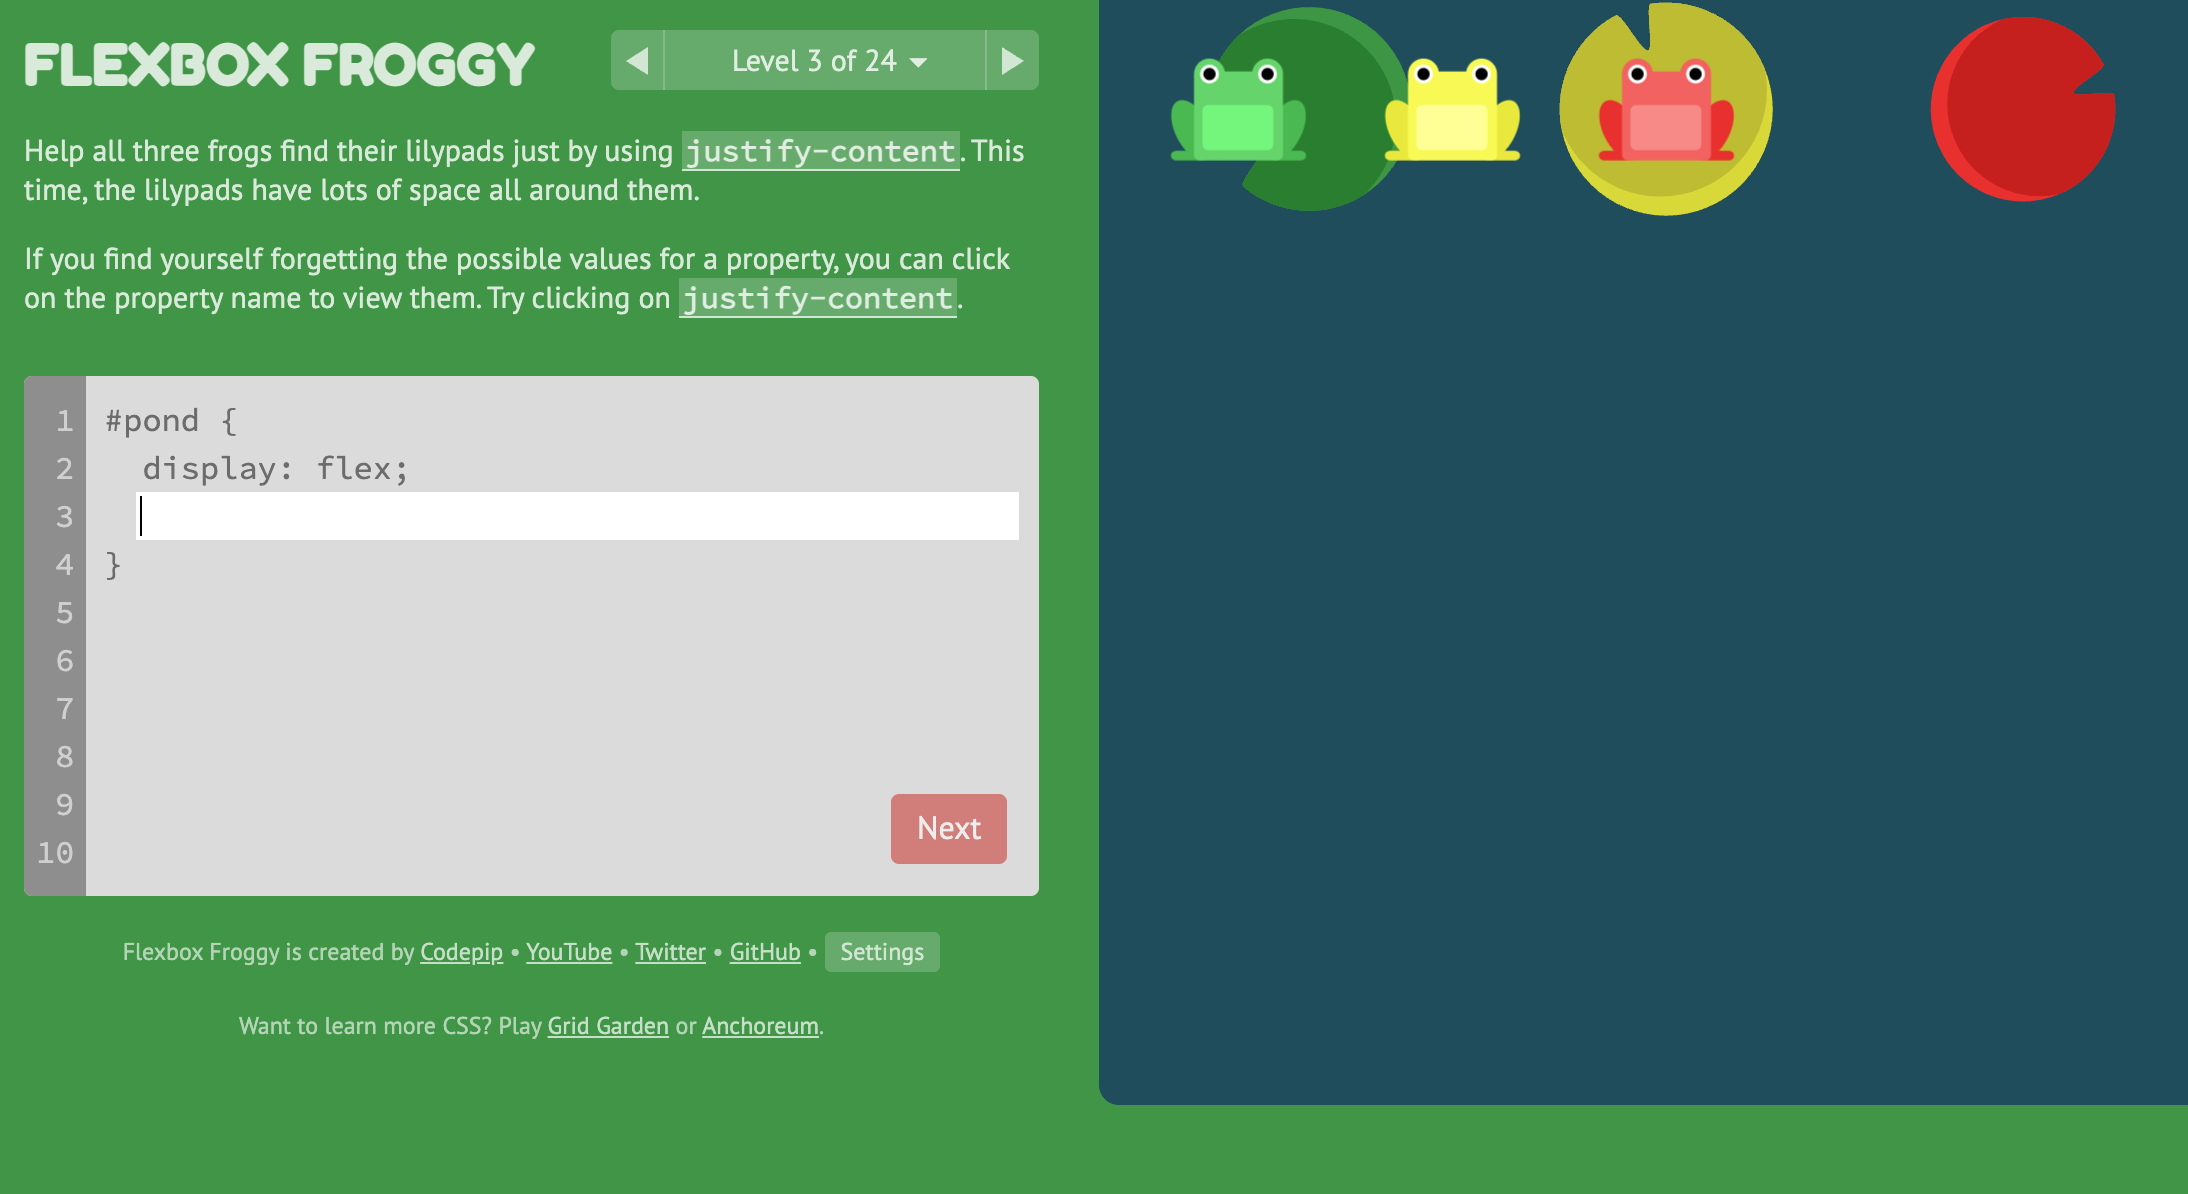 FLEXBOX FROGGY
Level 3 of 24
Help all three frogs find their lilypads just by using justify-content. This
time, the lilypads have lots of space all around them.
If you find yourself forgetting the possible values for a property, you can click
on the property name to view them. Try clicking on justify-content.
1 #pond {
2 display: flex;
3
4 }
5
6
7
8
9
10
Next
Flexbox Froggy is created by Codepip • YouTube • Twitter • GitHub • Settings
Want to learn more CSS? Play Grid Garden or Anchoreum.